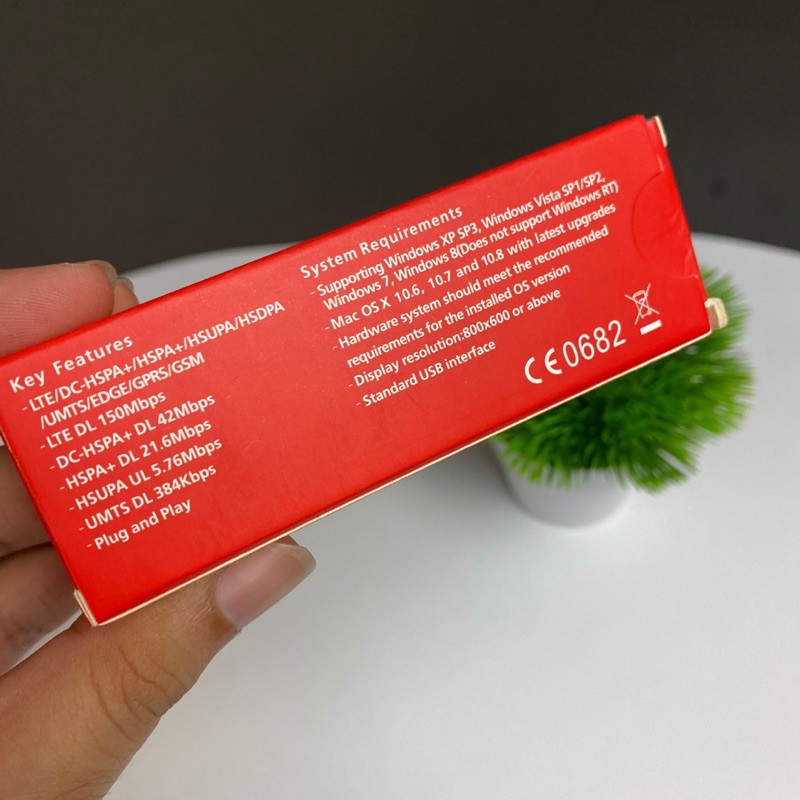 Key Features
- LTE/DC-HSPA+/HSPA+/HSUPA/HSDPA
/UMTS/EDGE/GPRS/GSM
- LTE DL 150Mbps
- DC-HSPA+ DL 42Mbps
- HSPA+ DL 21.6Mbps
- HSUPA UL 5.76Mbps
- UMTS DL 384Kbps
- Plug and Play
System Requirements
- Supporting Windows XP SP3, Windows Vista SP1/SP2,
Windows 7, Windows 8(Does not support Windows RT)
- Mac OS X 10.6, 10.7 and 10.8 with latest upgrades
- Hardware system should meet the recommended
requirements for the installed OS version
- Display resolution:800x600 or above
- Standard USB interface
CE0682